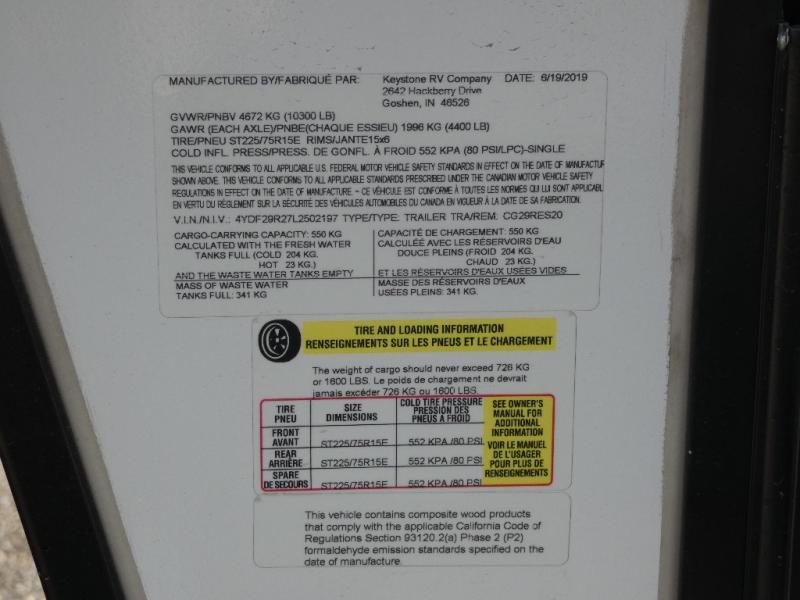 MANUFACTURED BY/FABRIQUÉ PAR: Keystone RV Company DATE: 6/19/2019
2642 Hackberry Drive
Goshen, IN 46526
GVWR/PNBV 4672 KG (10300 LB)
GAWR (EACH AXLE)/PNBE(CHAQUE ESSIEU) 1996 KG (4400 LB)
TIRE/PNEU ST225/75R15E RIMS/JANTE15x6
COLD INFL. PRESS/PRESS. DE GONFL. À FROID 552 KPA (80 PSI/LPC)-SINGLE
THIS VEHICLE CONFORMS TO ALL APPLICABLE U.S. FEDERAL MOTOR VEHICLE SAFETY STANDARDS IN EFFECT ON THE DATE OF MANUFACTUR
SHOWN ABOVE. THIS VEHICLE CONFORMS TO ALL APPLICABLE STANDARDS PRESCRIBED UNDER THE CANADIAN MOTOR VEHICLE SAFETY
REGULATIONS IN EFFECT ON THE DATE OF MANUFACTURE. - CE VÉHICULE EST CONFORME À TOUTES LES NORMES QUI LUI SONT APPLICABL
EN VERTU DU RÈGLEMENT SUR LA SÉCURITÉ DES VÉHICULES AUTOMOBILES DU CANADA EN VIGUEUR À LA DATE DE SA FABRICATION.
V.I.N./N.I.V.: 4YDF29R27L2502197 TYPE/TYPE: TRAILER TRA/REM: CG29RES20
CARGO-CARRYING CAPACITY: 550 KG
CALCULATED WITH THE FRESH WATER
TANKS FULL (COLD 204 KG.
HOT 23 KG.)
AND THE WASTE WATER TANKS EMPTY
MASS OF WASTE WATER
TANKS FULL: 341 KG
CAPACITÉ DE CHARGEMENT: 550 KG
CALCULÉE AVEC LES RÉSERVOIRS D'EAU
DOUCE PLEINS (FROID 204 KG.
CHAUD 23 KG.)
ET LES RÉSERVOIRS D'EAUX USÉES VIDES
MASSE DES RÉSERVOIRS D'EAUX
USÉES PLEINS: 341 KG.
TIRE AND LOADING INFORMATION
RENSEIGNEMENTS SUR LES PNEUS ET LE CHARGEMENT
The weight of cargo should never exceed 726 KG
or 1600 LBS. Le poids de chargement ne devrait
jamais excéder 726 KG ou 1600 LBS.
TIRE
PNEU
SIZE
DIMENSIONS
COLD TIRE PRESSURE
PRESSION DES
PNEUS A FROID
FRONT
AVANT
ST225/75R15E 552 KPA /80 PSI
REAR
ARRIÈRE
ST225/75R15E 552 KPA /80 PSI
SPARE
DE SECOURS
ST225/75R15E 552 KPA /80 PSI
SEE OWNER'S
MANUAL FOR
ADDITIONAL
INFORMATION
VOIR LE MANUEL
DE L'USAGER
POUR PLUS DE
RENSEIGNEMENTS
This vehicle contains composite wood products
that comply with the applicable California Code of
Regulations Section 93120.2(a) Phase 2 (P2)
formaldehyde emission standards specified on the
date of manufacture.